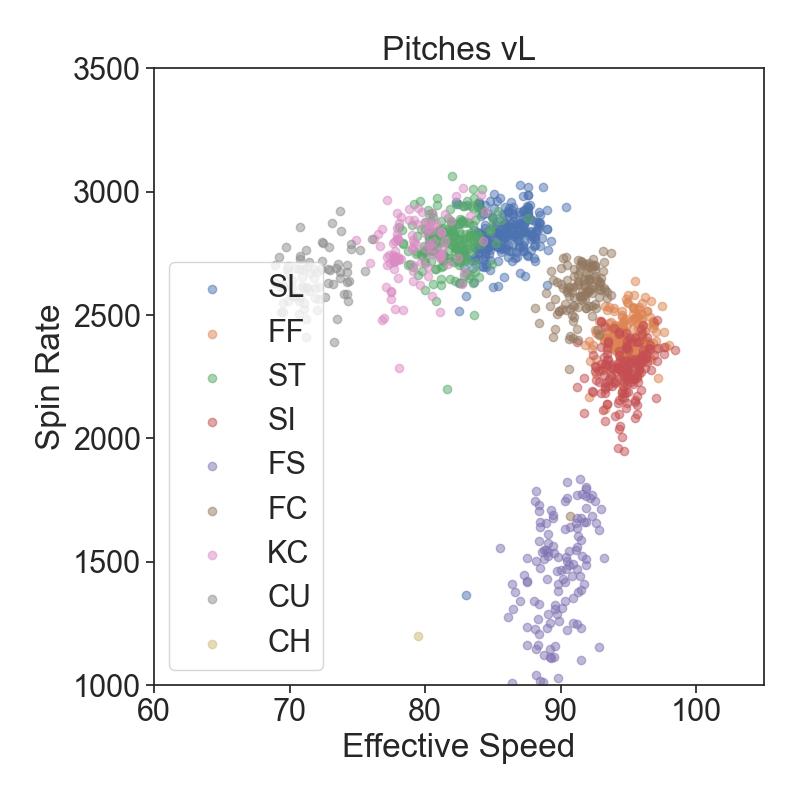 Pitches vL
3500
3000
2500
2000
1500
1000
Spin Rate
SL
FF
ST
SI
FS
FC
KC
CU
CH
60 70 80 90 100
Effective Speed